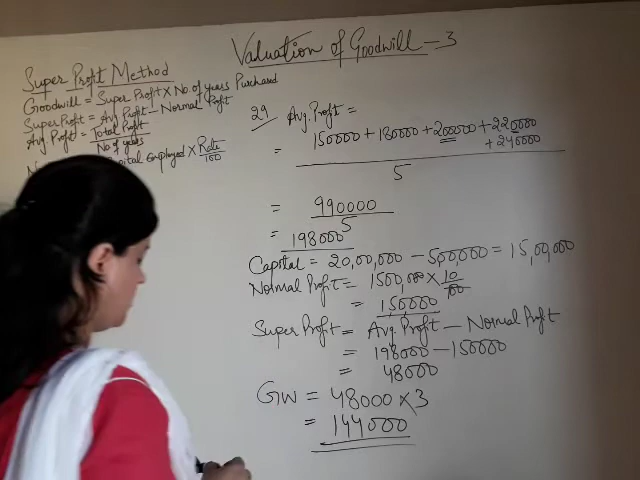 Valuation of Goodwill - 3
Super Profit Method
Goodwill = Super Profit × No. of years Purchased
Super Profit = Avg Profit - Normal Profit
Avg Profit = Total Profit
No. of years
Capital Employed × Rate
100
29 Avg. Profit =
= 150000 + 180000 + 200000 + 220000
+ 240000
5
= 990000
5
= 198000
Capital = 20,00,000 - 500,000 = 15,00,000
Normal Profit = 1500,000 × 10
100
= 150000
Super Profit = Avg. Profit - Normal Profit
= 198000 - 150000
= 48000
GW = 48000 × 3
= 144000